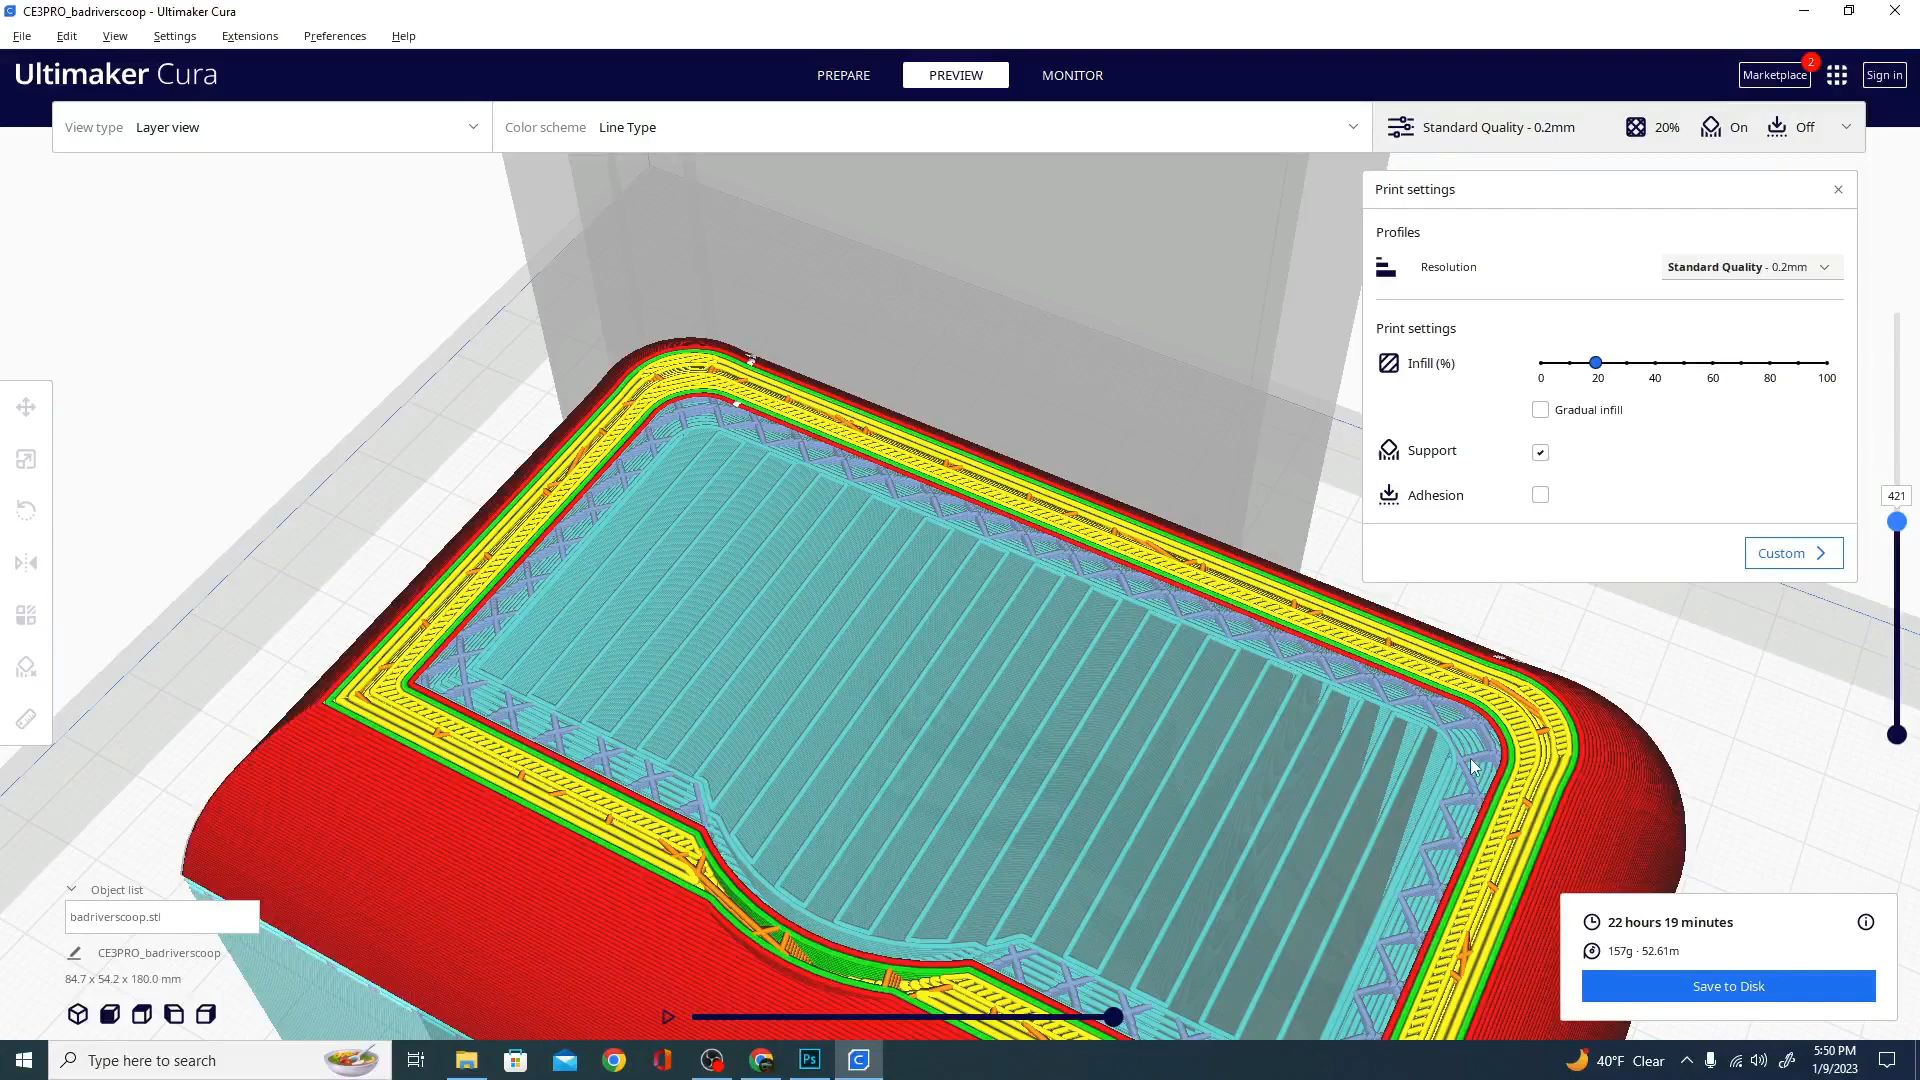 CE3PRO_badriverscoop - Ultimaker Cura
File Edit View Settings Extensions Preferences Help
Ultimaker Cura
PREPARE PREVIEW MONITOR
Marketplace 2 Sign in
View type Layer view
Color scheme Line Type
Standard Quality - 0.2mm 20% On Off
Print settings
Profiles
Resolution Standard Quality - 0.2mm
Print settings
Infill (%)
0 20 40 60 80 100
Gradual infill
Support
Adhesion
421
Custom
Object list
badriverscoop.stl
CE3PRO_badriverscoop
84.7 x 54.2 x 180.0 mm
22 hours 19 minutes
157g · 52.61m
Save to Disk
Type here to search
Ps
40°F Clear
5:50 PM
1/9/2023